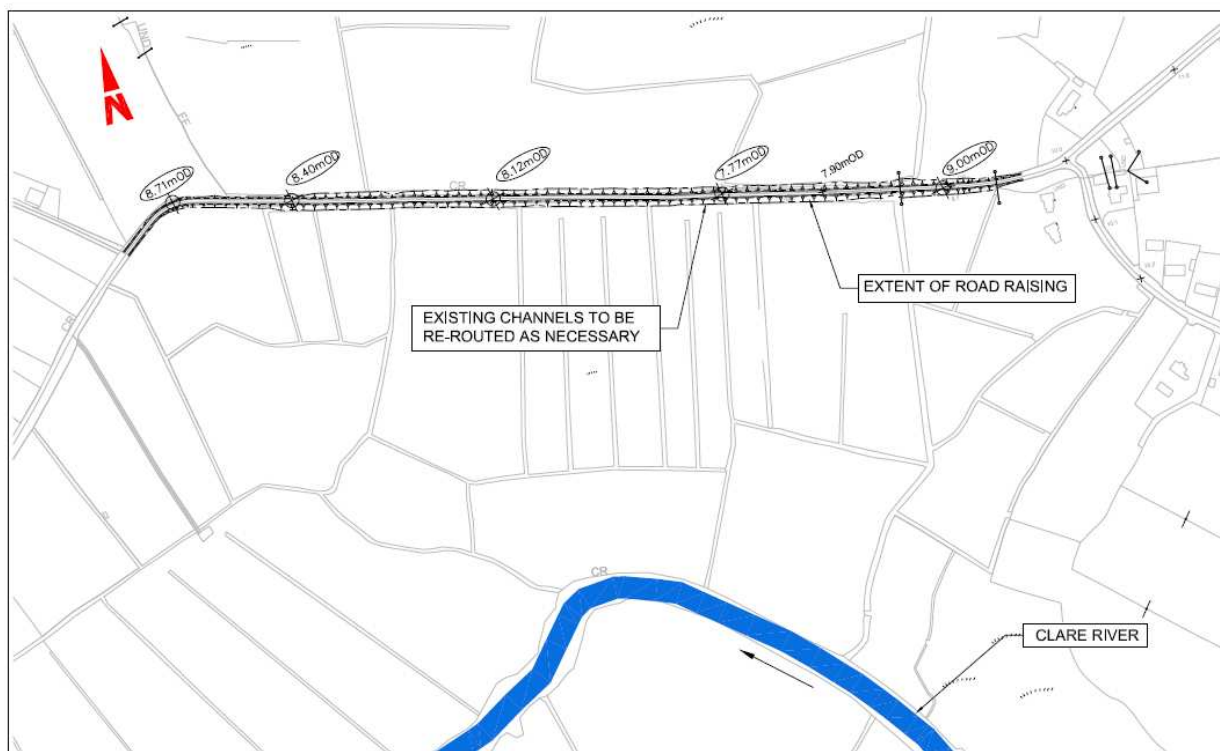 N
8.71mOD
8.40mOD
8.12mOD
7.77mOD
7.90mOD
9.00mOD
CR
EXTENT OF ROAD RAISING
EXISTING CHANNELS TO BE
RE-ROUTED AS NECESSARY
CR
CR
CLARE RIVER